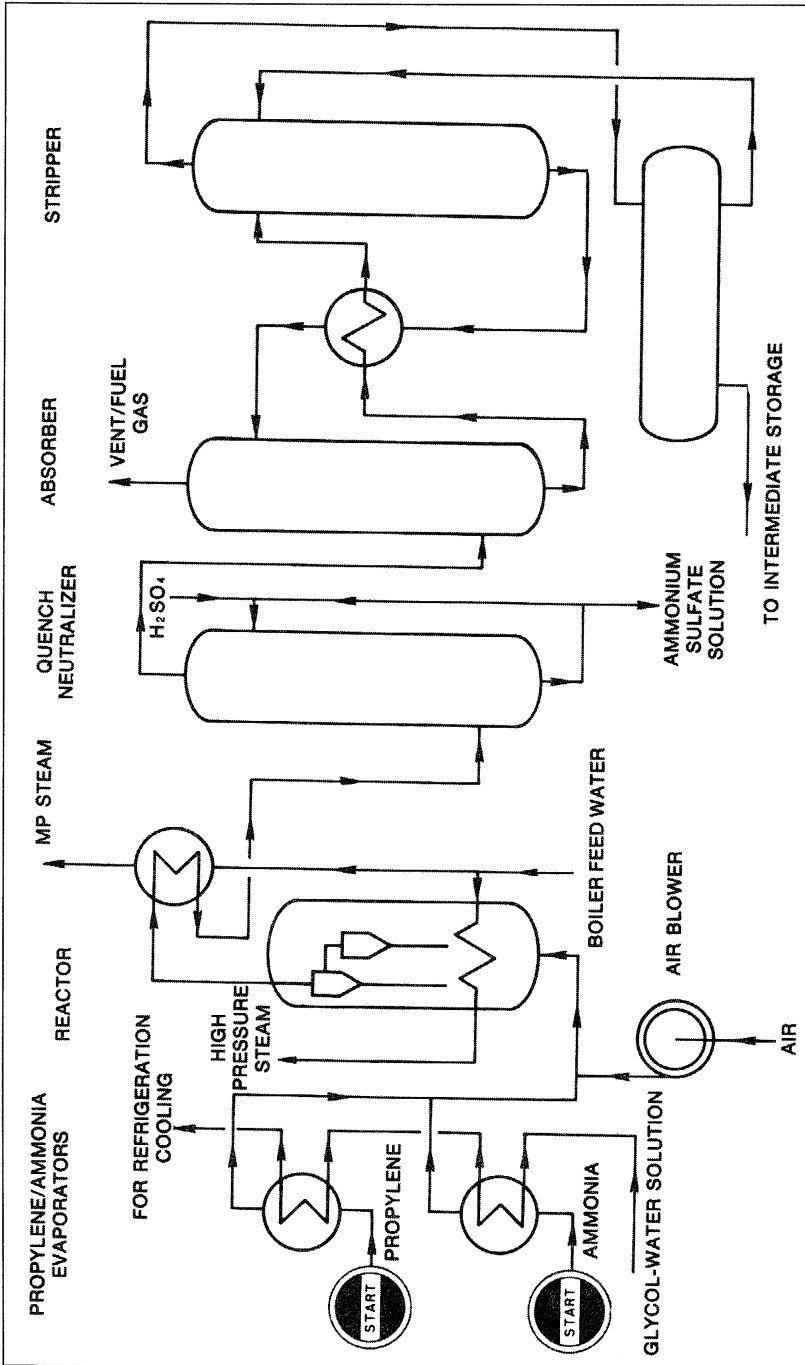 PROPYLENE/AMMONIA
EVAPORATORS
REACTOR
MP STEAM
QUENCH
NEUTRALIZER
ABSORBER
STRIPPER
FOR REFRIGERATION
COOLING
HIGH
PRESSURE
STEAM
H₂SO₄
VENT/FUEL
GAS
START
PROPYLENE
START
AMMONIA
GLYCOL-WATER SOLUTION
AIR
AIR BLOWER
BOILER FEED WATER
AMMONIUM
SULFATE
SOLUTION
TO INTERMEDIATE STORAGE